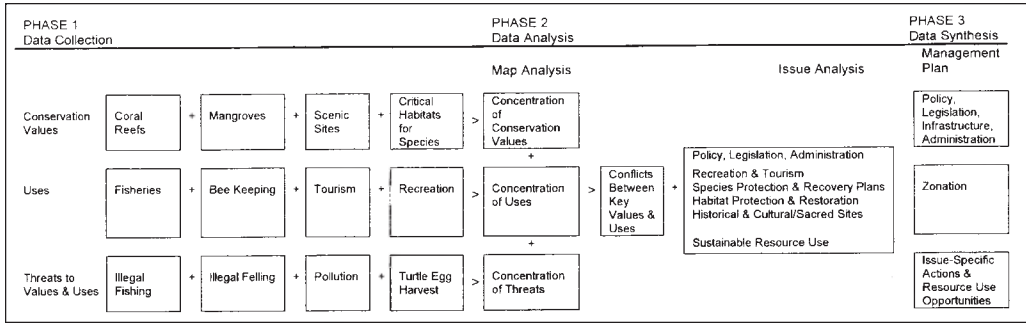 PHASE 1
Data Collection
PHASE 2
Data Analysis
PHASE 3
Data Synthesis
Map Analysis
Issue Analysis
Management
Plan
Conservation
Values
Coral
Reefs
+
Mangroves
+
Scenic
Sites
+
Critical
Habitats
for
Species
>
Concentration
of
Conservation
Values
+
Policy,
Legislation,
Infrastructure,
Administration
Uses
Fisheries
+
Bee Keeping
+
Tourism
+
Recreation
>
Concentration
of Uses
+
>
Conflicts
Between
Key
Values &
Uses
+
Policy, Legislation, Administration
Recreation & Tourism
Species Protection & Recovery Plans
Habitat Protection & Restoration
Historical & Cultural/Sacred Sites
Sustainable Resource Use
Zonation
Threats to
Values & Uses
Illegal
Fishing
+
Illegal Felling
+
Pollution
+
Turtle Egg
Harvest
>
Concentration
of Threats
Issue-Specific
Actions &
Resource Use
Opportunities